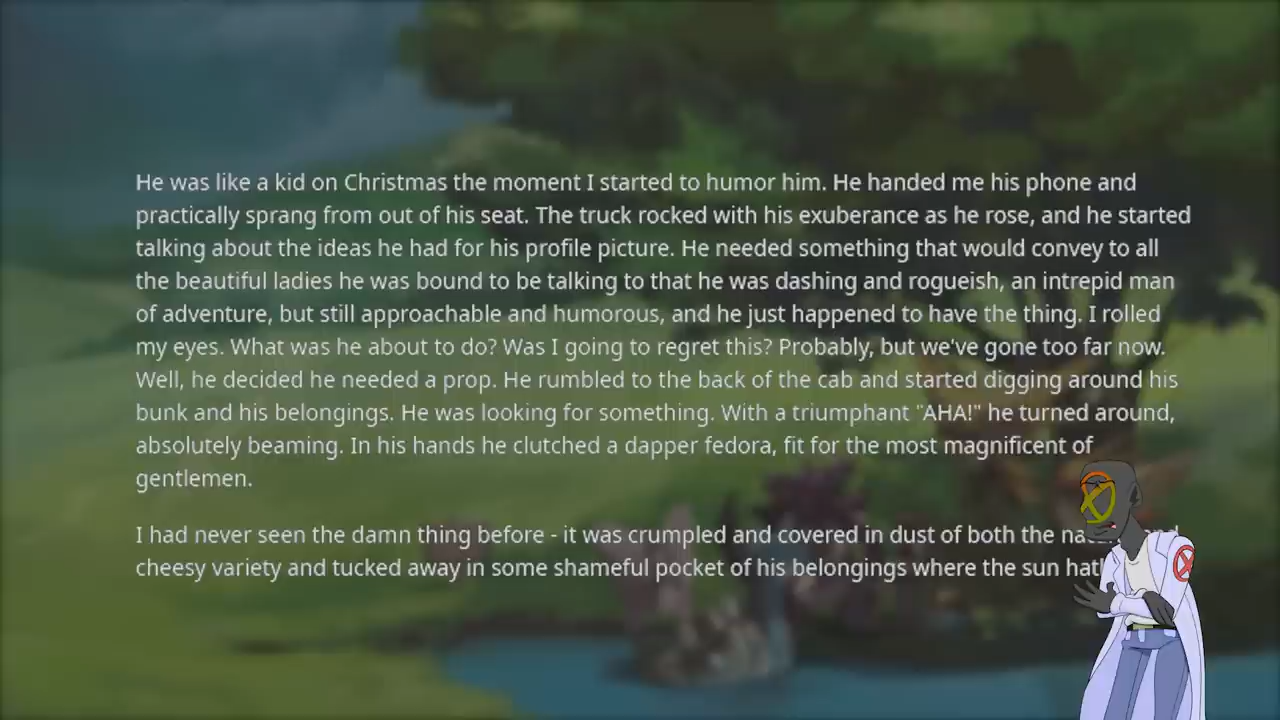 He was like a kid on Christmas the moment I started to humor him. He handed me his phone and
practically sprang from out of his seat. The truck rocked with his exuberance as he rose, and he started
talking about the ideas he had for his profile picture. He needed something that would convey to all
the beautiful ladies he was bound to be talking to that he was dashing and rogueish, an intrepid man
of adventure, but still approachable and humorous, and he just happened to have the thing. I rolled
my eyes. What was he about to do? Was I going to regret this? Probably, but we've gone too far now.
Well, he decided he needed a prop. He rumbled to the back of the cab and started digging around his
bunk and his belongings. He was looking for something. With a triumphant "AHA!" he turned around,
absolutely beaming. In his hands he clutched a dapper fedora, fit for the most magnificent of
gentlemen.
I had never seen the damn thing before - it was crumpled and covered in dust of both the
cheesy variety and tucked away in some shameful pocket of his belongings where the sun